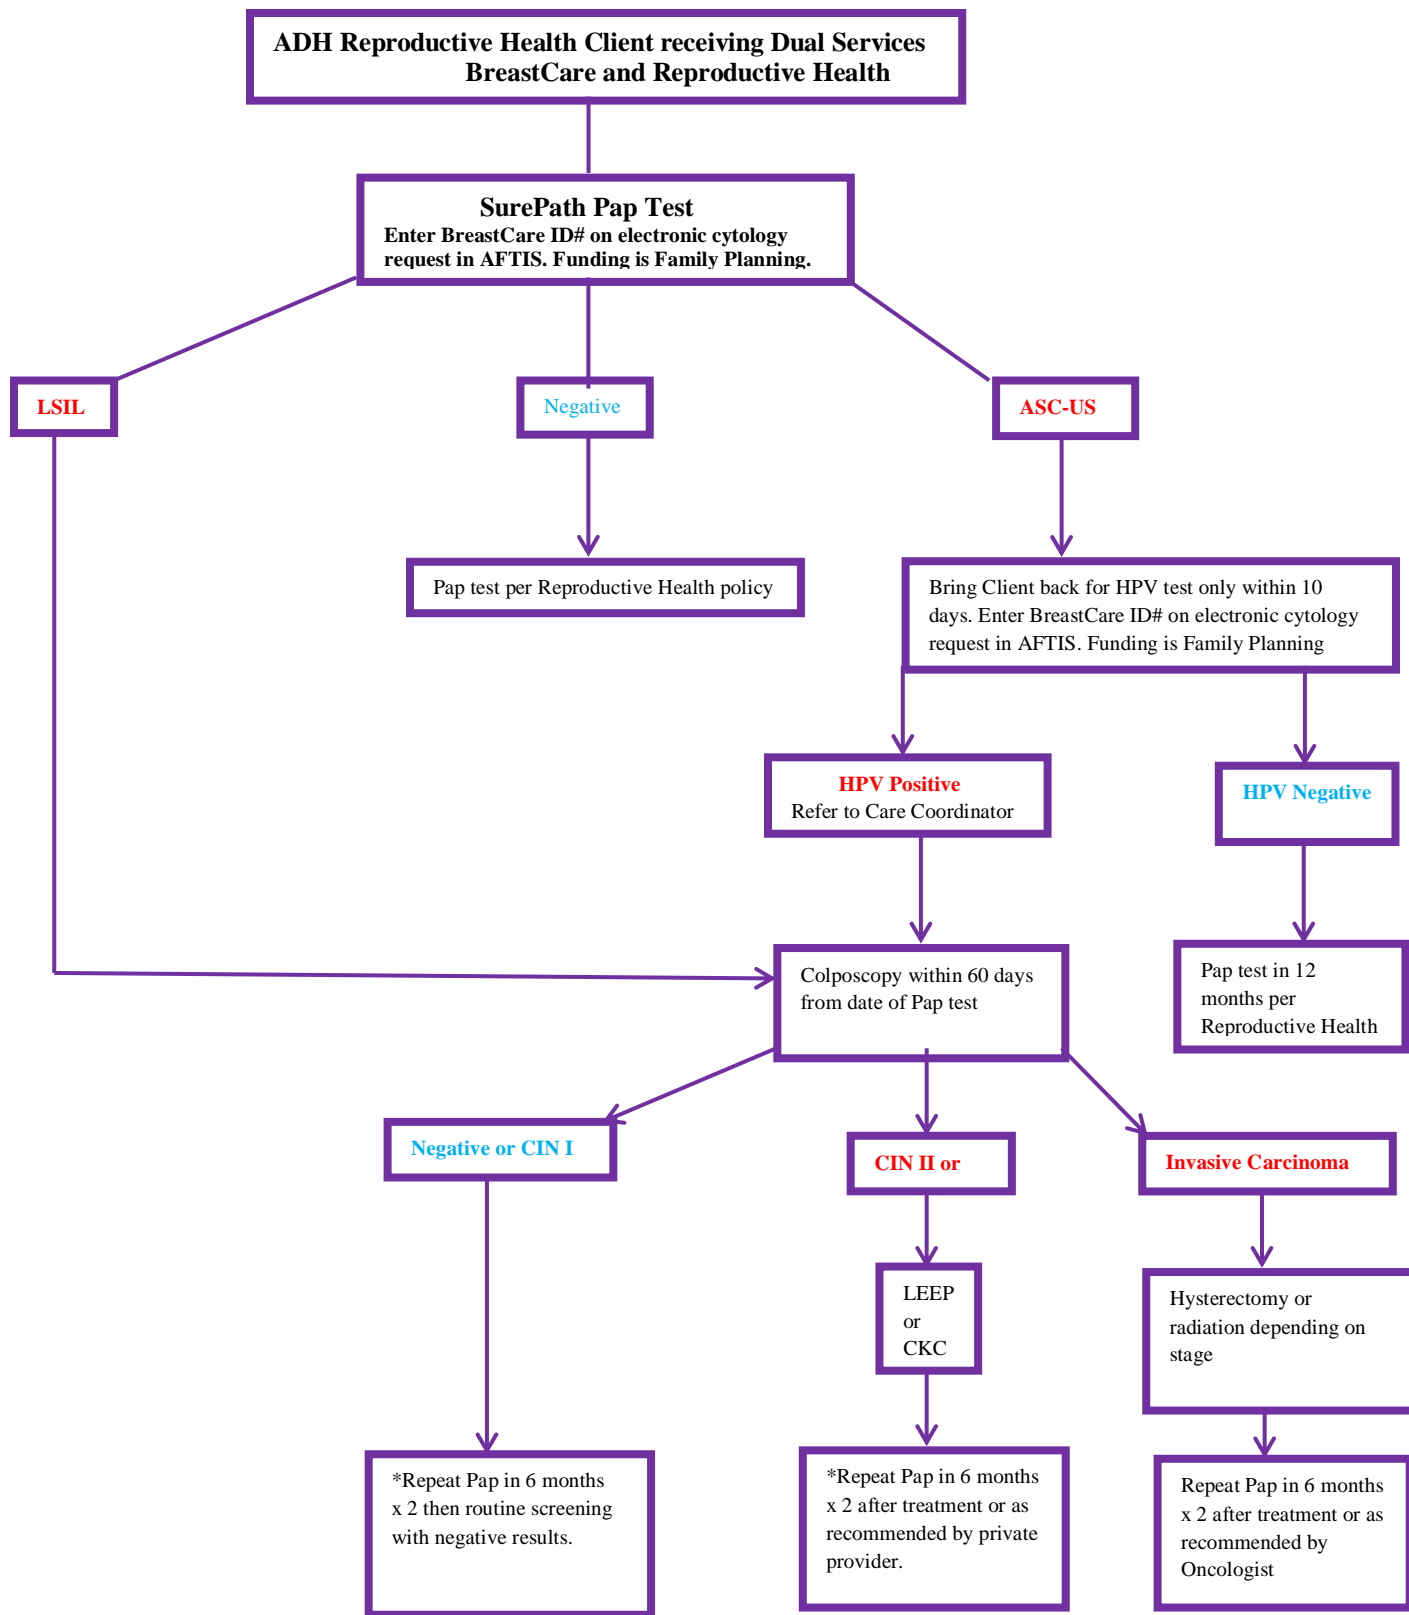 ADH Reproductive Health Client receiving Dual Services
BreastCare and Reproductive Health
SurePath Pap Test
Enter BreastCare ID# on electronic cytology
request in AFTIS. Funding is Family Planning.
LSIL
Negative
ASC-US
Pap test per Reproductive Health policy
Bring Client back for HPV test only within 10
days. Enter BreastCare ID# on electronic cytology
request in AFTIS. Funding is Family Planning
HPV Positive
Refer to Care Coordinator
HPV Negative
Colposcopy within 60 days
from date of Pap test
Pap test in 12
months per
Reproductive Health
Negative or CIN I
CIN II or
Invasive Carcinoma
LEEP
or
CKC
Hysterectomy or
radiation depending on
stage
*Repeat Pap in 6 months
x 2 then routine screening
with negative results.
*Repeat Pap in 6 months
x 2 after treatment or as
recommended by private
provider.
Repeat Pap in 6 months
x 2 after treatment or as
recommended by
Oncologist